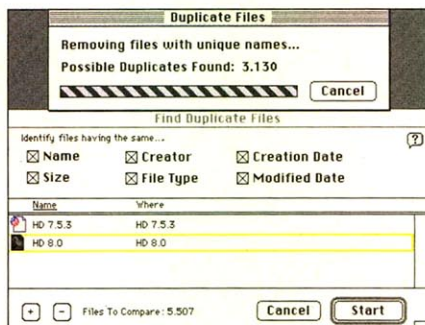 Duplicate Files
Removing files with unique names...
Possible Duplicates Found: 3.130
Cancel
Find Duplicate Files
Identify files having the same...
?
Name Creator Creation Date
Size File Type Modified Date
Name Where
HD 7.5.3 HD 7.5.3
HD 8.0 HD 8.0
+ - Files To Compare: 5.507 Cancel Start